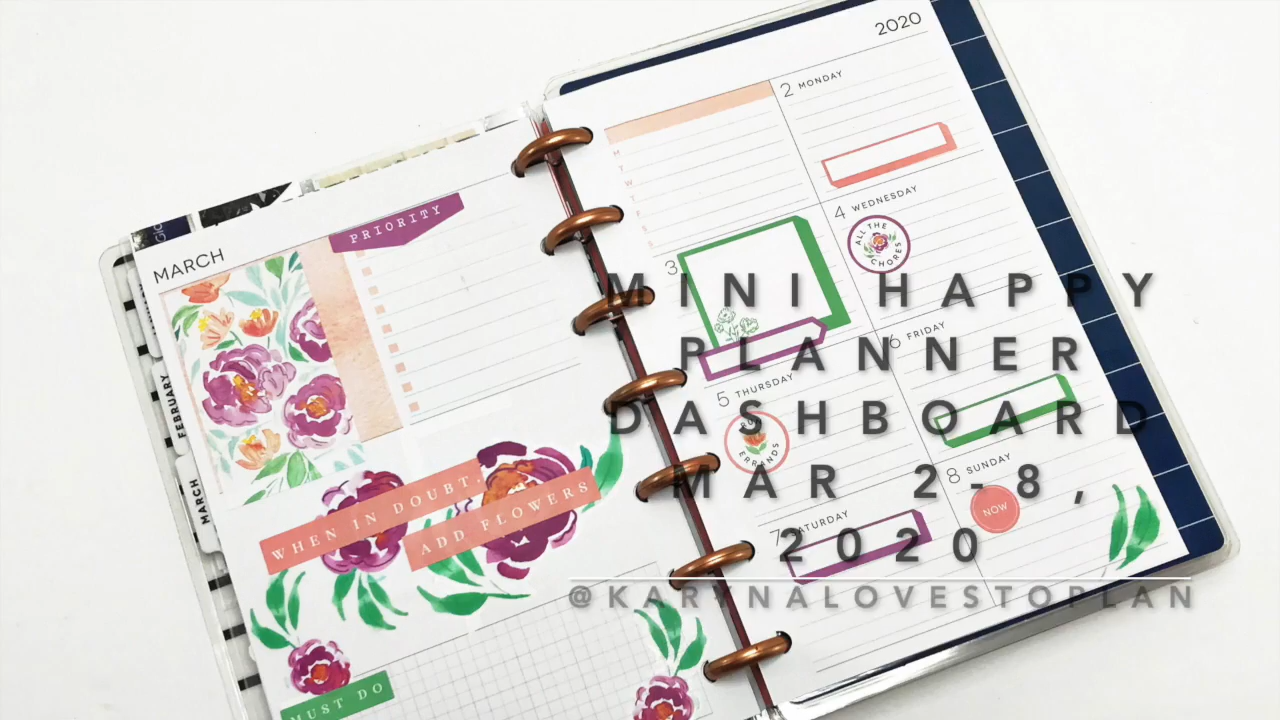 2020
2 MONDAY
PRIORITY
MARCH
M
T
W
T
F
S
S
4 WEDNESDAY
ALL THE
CHORES
3
MINI HAPPY
PLANNER
DASHBOARD
MAR 2-8,
2020
@KARYNALOVESTOPLAN
6 FRIDAY
5 THURSDAY
ERRANDS
8 SUNDAY
NOW
7 SATURDAY
FEBRUARY
MARCH
WHEN IN DOUBT,
ADD FLOWERS
MUST DO